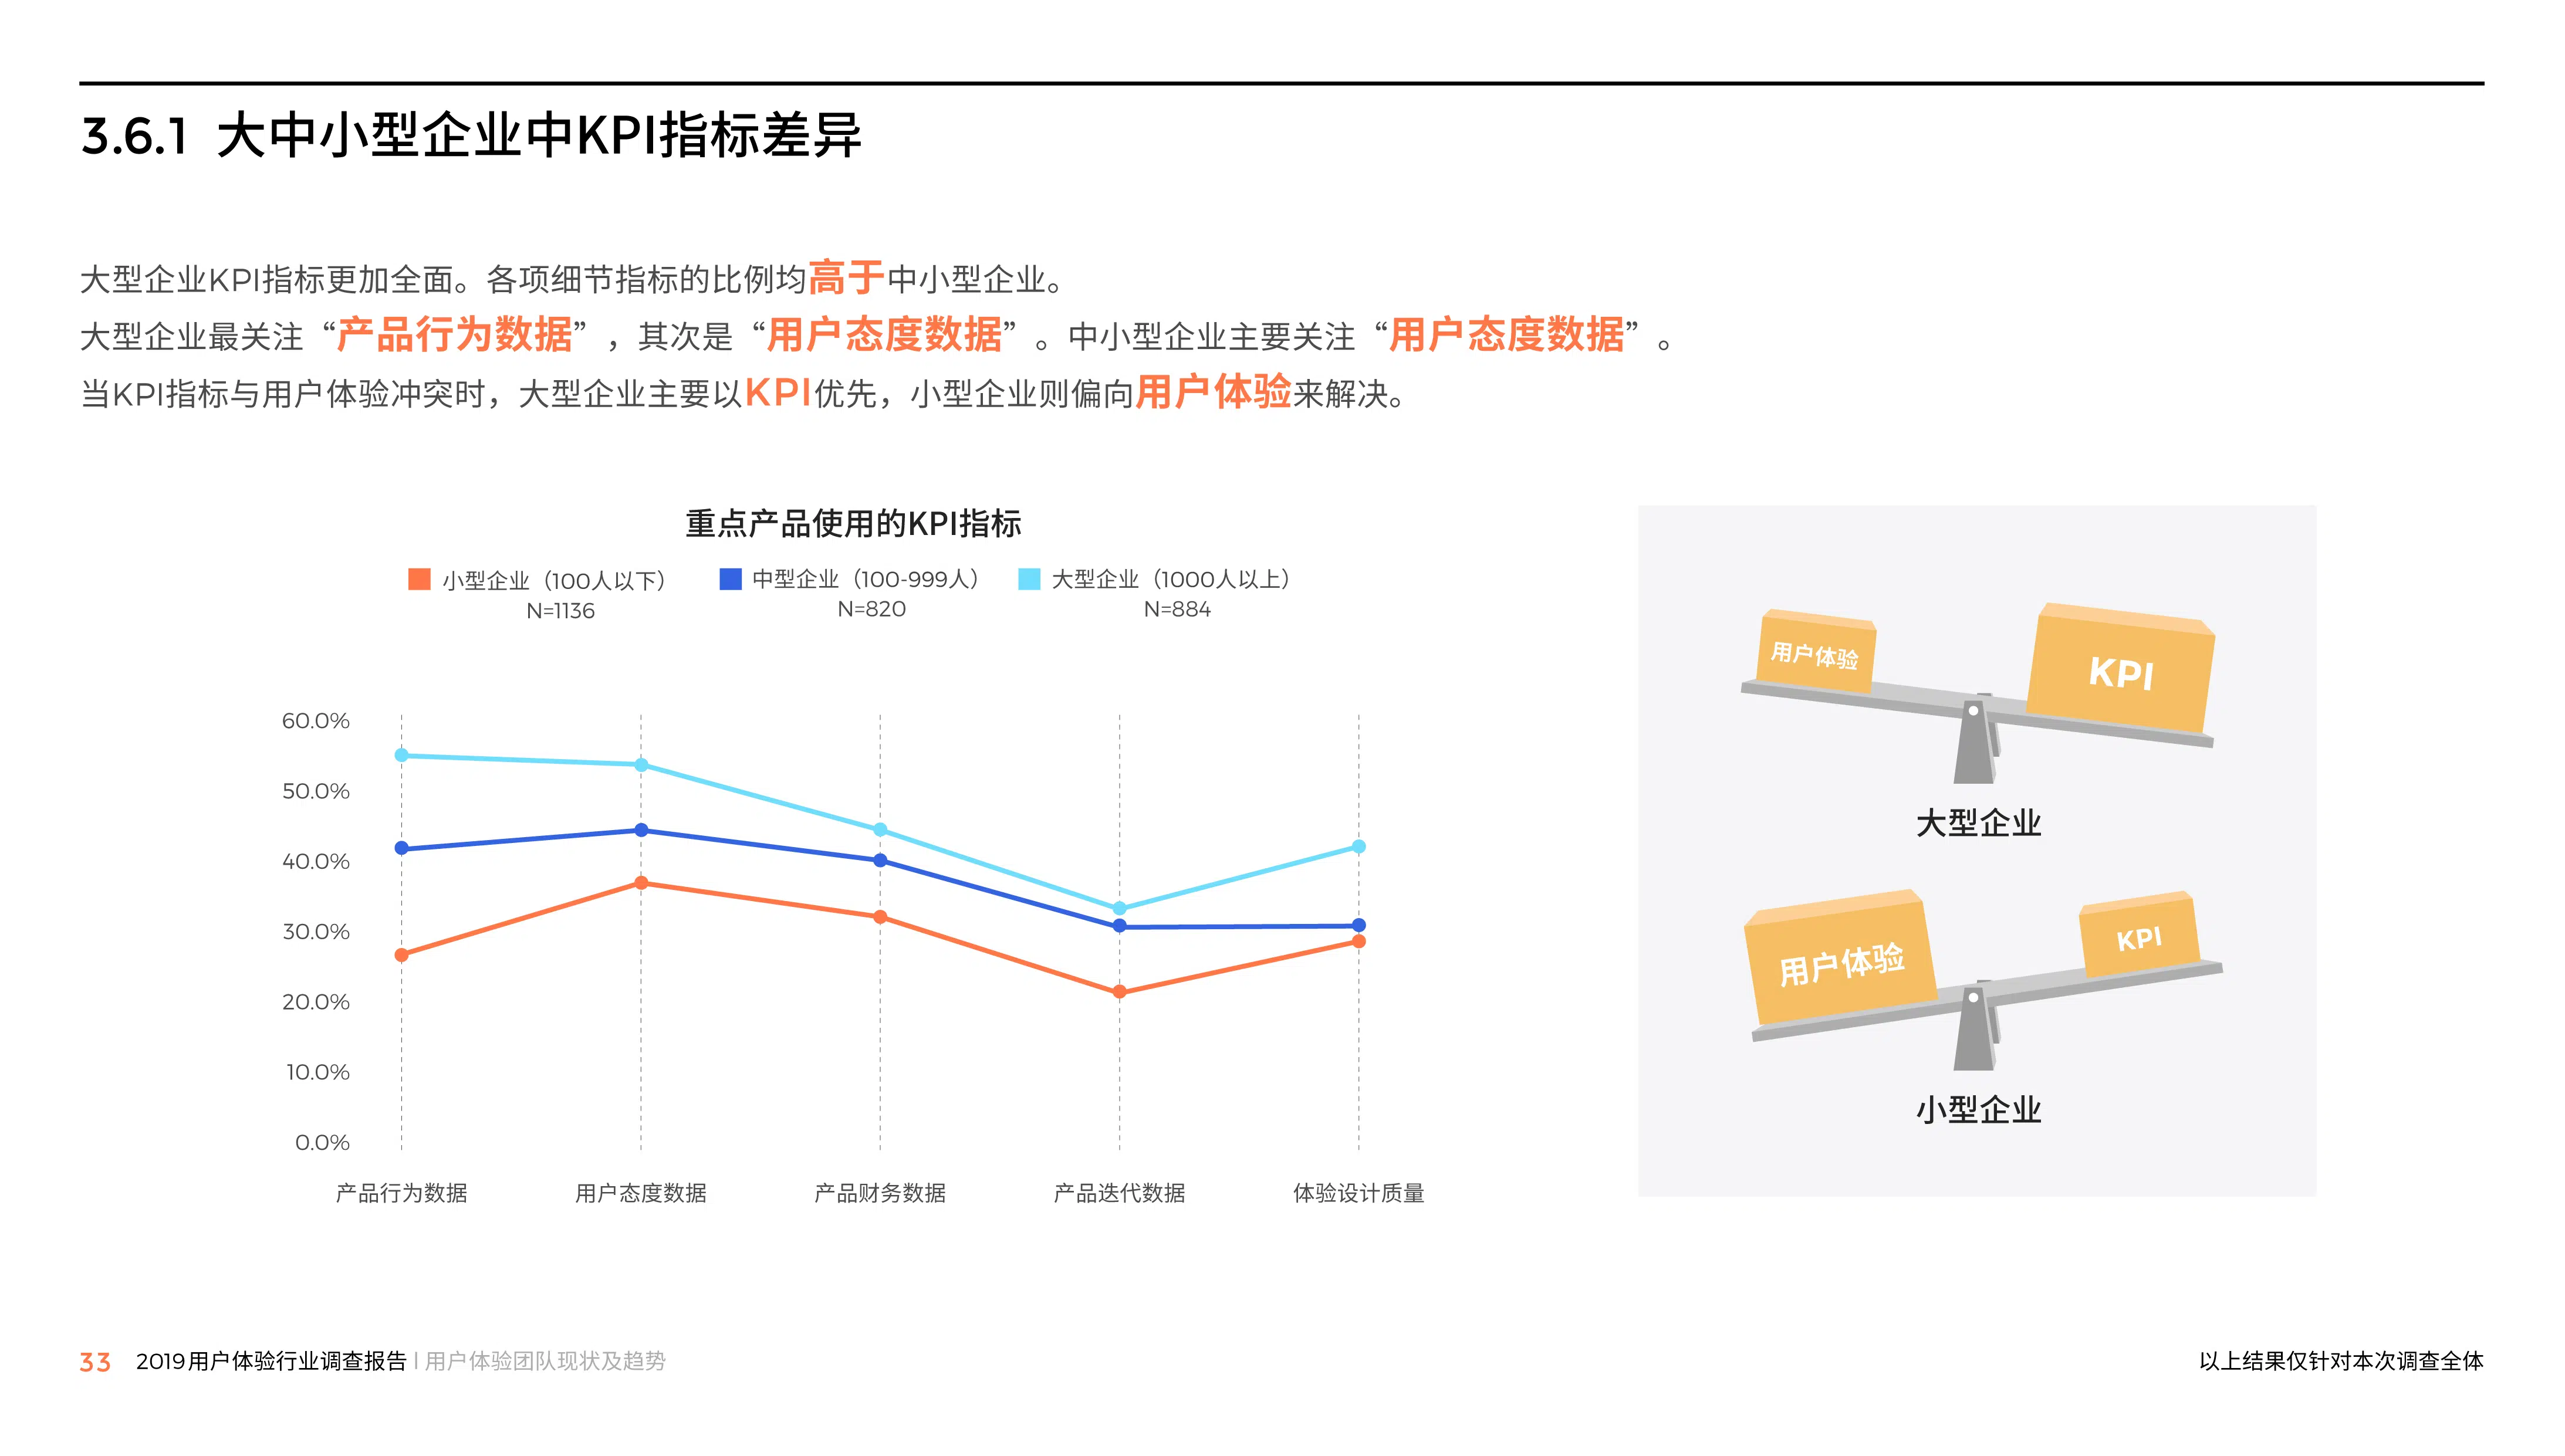 3.6.1 大中小型企业中KPI指标差异
大型企业KPI指标更加全面。各项细节指标的比例均高于中小型企业。
大型企业最关注“产品行为数据”，其次是“用户态度数据”。中小型企业主要关注“用户态度数据”。
当KPI指标与用户体验冲突时，大型企业主要以KPI优先，小型企业则偏向用户体验来解决。
重点产品使用的KPI指标
小型企业（100人以下） 中型企业（100-999人） 大型企业（1000人以上）
N=1136 N=820 N=884
60.0%
50.0%
40.0%
30.0%
20.0%
10.0%
0.0%
产品行为数据 用户态度数据 产品财务数据 产品迭代数据 体验设计质量
用户体验 KPI
大型企业
用户体验 KPI
小型企业
33 2019用户体验行业调查报告 | 用户体验团队现状及趋势
以上结果仅针对本次调查全体